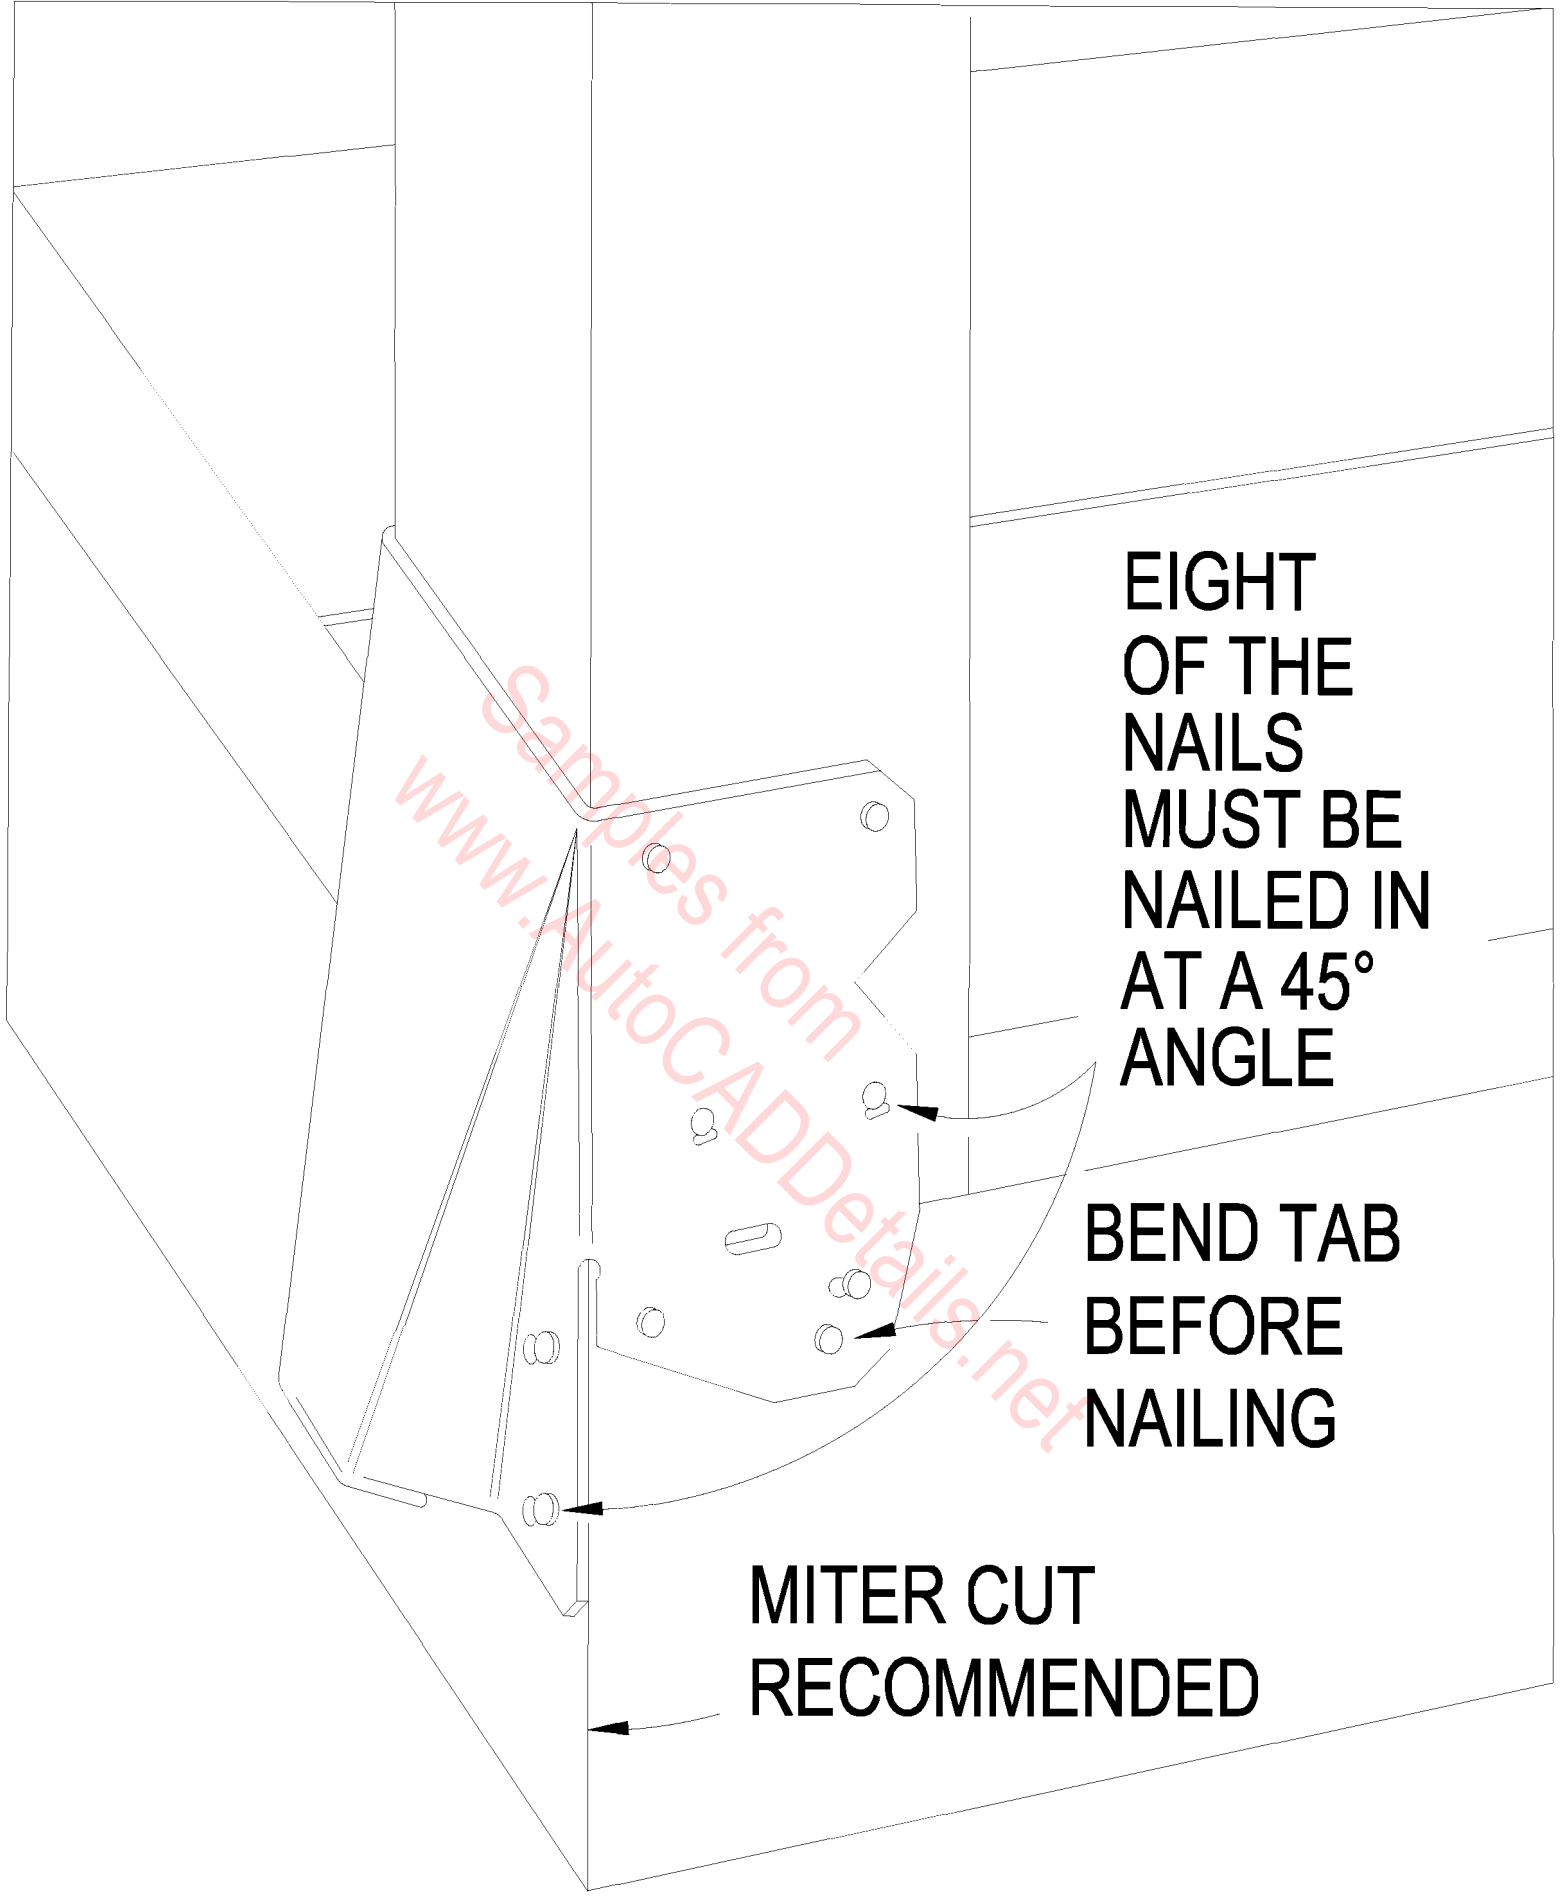 EIGHT
OF THE
NAILS
MUST BE
NAILED IN
AT A 45°
ANGLE
BEND TAB
BEFORE
NAILING
MITER CUT
RECOMMENDED
Samples from
www.AutoCADDetails.net